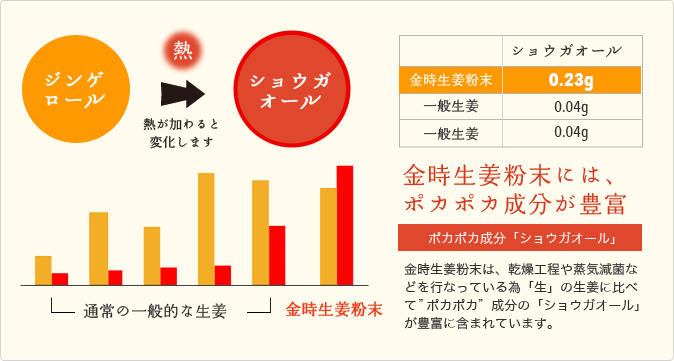 ジンゲ
ロール
熱
熱が加わると
変化します
ショウガ
オール
通常の一般的な生姜
金時生姜粉末
ショウガオール
金時生姜粉末 0.23g
一般生姜 0.04g
一般生姜 0.04g
金時生姜粉末には、
ポカポカ成分が豊富
ポカポカ成分「ショウガオール」
金時生姜粉末は、乾燥工程や蒸気滅菌な
どを行なっている為「生」の生姜に比べ
て”ポカポカ”成分の「ショウガオール」
が豊富に含まれています。